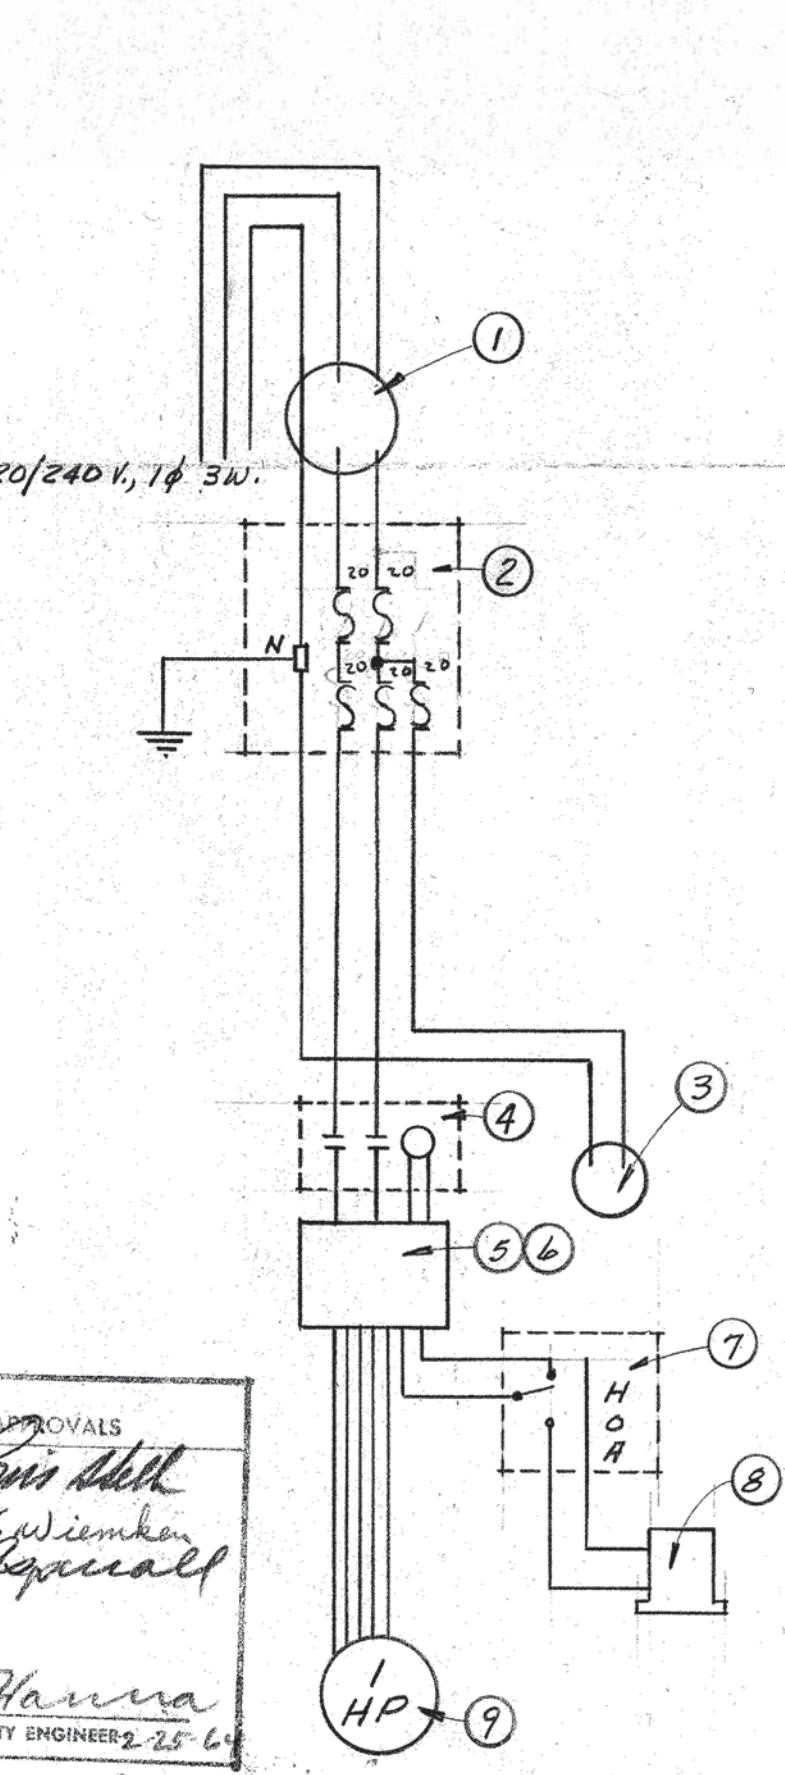 1
20/240 V., 1ϕ 3W.
2
20 20
N
20 20 20
3
4
5 6
7
H
O
A
APPROVALS
8
Wiemken
Hanna
1
HP
9
ENGINEER 2-25-64